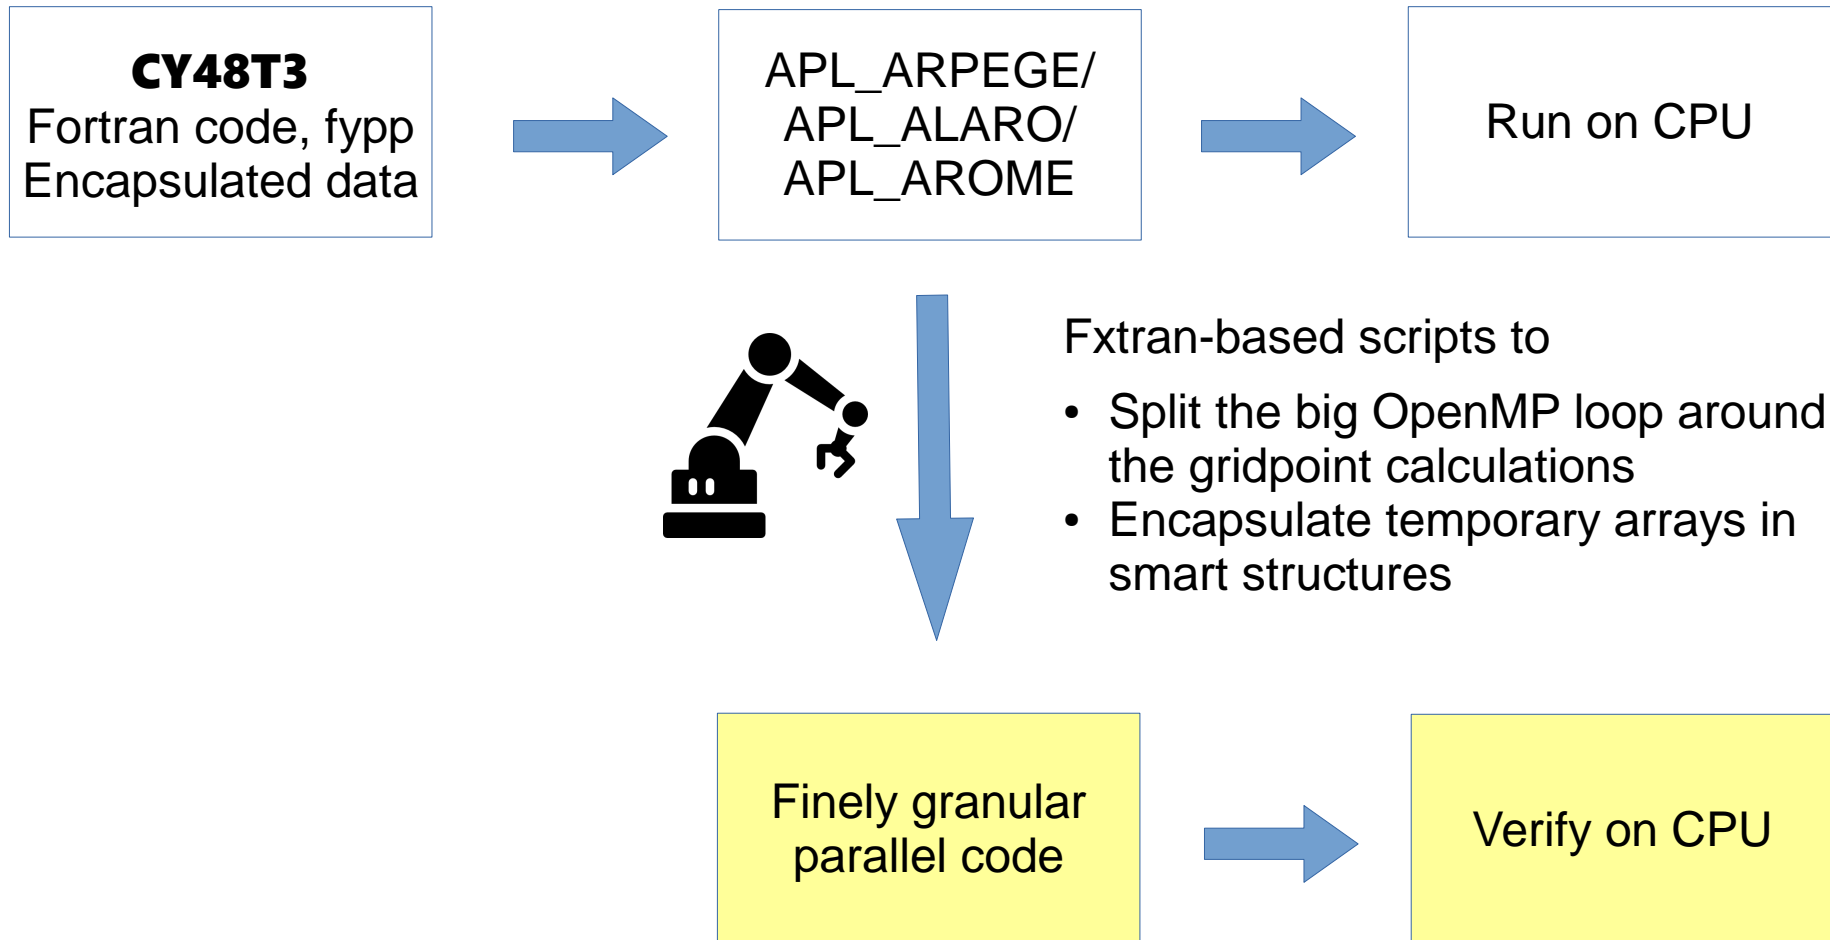 CY48T3
Fortran code, fypp
Encapsulated data
APL_ARPEGE/
APL_ALARO/
APL_AROME
Run on CPU
Fxtran-based scripts to
• Split the big OpenMP loop around
the gridpoint calculations
• Encapsulate temporary arrays in
smart structures
Finely granular
parallel code
Verify on CPU